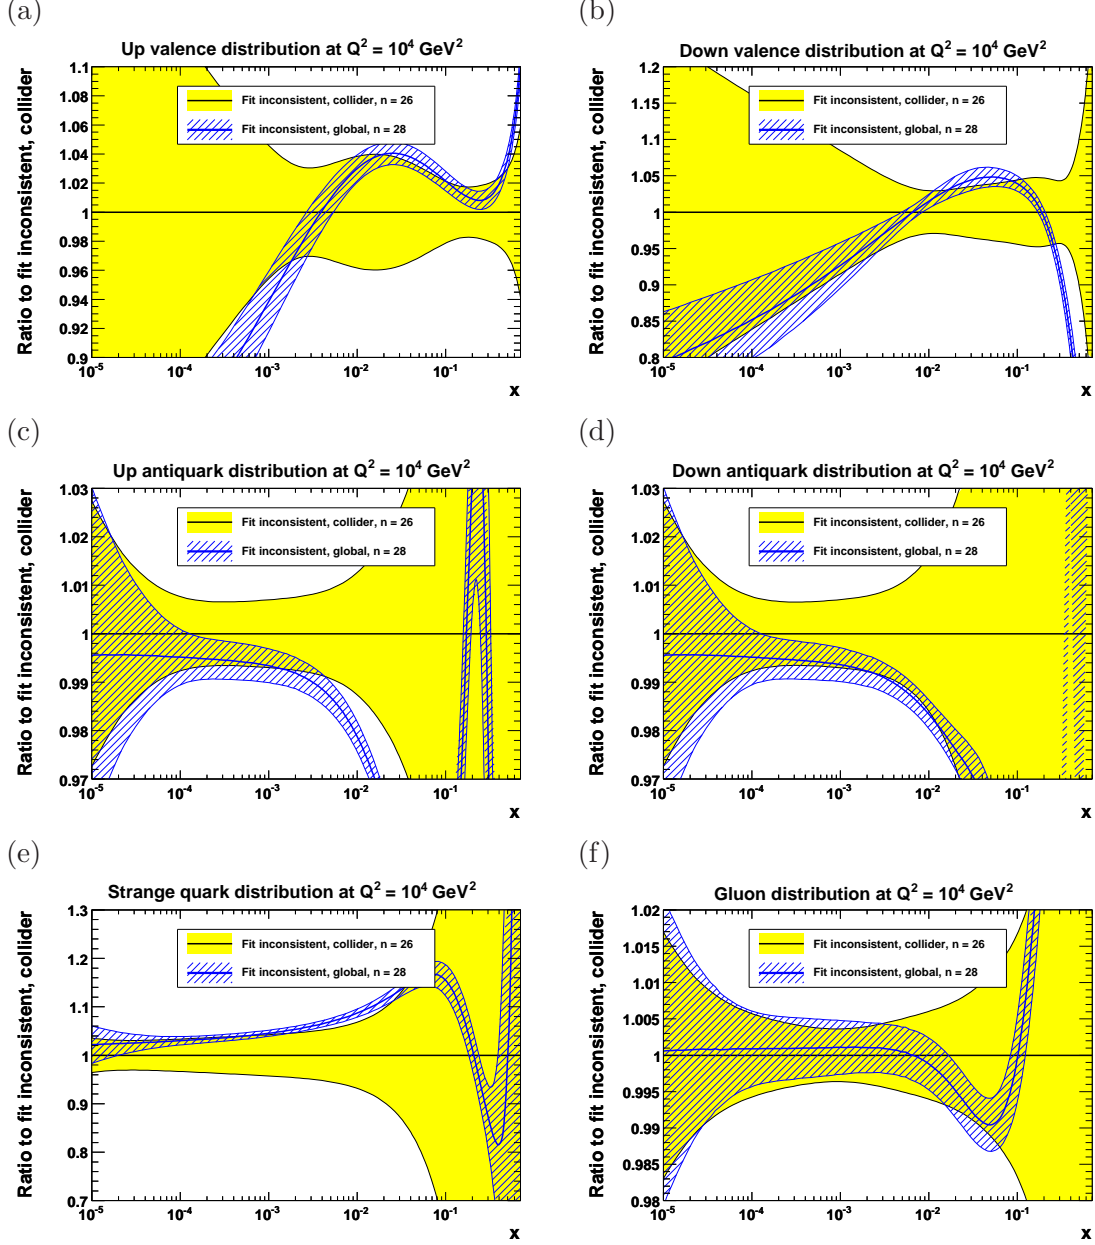 (a)
Up valence distribution at Q² = 10⁴ GeV²
Ratio to fit inconsistent, collider
1.1
1.08
1.06
1.04
1.02
1
0.98
0.96
0.94
0.92
0.9
Fit inconsistent, collider, n = 26
Fit inconsistent, global, n = 28
10⁻⁵ 10⁻⁴ 10⁻³ 10⁻² 10⁻¹
x
(b)
Down valence distribution at Q² = 10⁴ GeV²
Ratio to fit inconsistent, collider
1.2
1.15
1.1
1.05
1
0.95
0.9
0.85
0.8
Fit inconsistent, collider, n = 26
Fit inconsistent, global, n = 28
10⁻⁵ 10⁻⁴ 10⁻³ 10⁻² 10⁻¹
x
(c)
Up antiquark distribution at Q² = 10⁴ GeV²
Ratio to fit inconsistent, collider
1.03
1.02
1.01
1
0.99
0.98
0.97
Fit inconsistent, collider, n = 26
Fit inconsistent, global, n = 28
10⁻⁵ 10⁻⁴ 10⁻³ 10⁻² 10⁻¹
x
(d)
Down antiquark distribution at Q² = 10⁴ GeV²
Ratio to fit inconsistent, collider
1.03
1.02
1.01
1
0.99
0.98
0.97
Fit inconsistent, collider, n = 26
Fit inconsistent, global, n = 28
10⁻⁵ 10⁻⁴ 10⁻³ 10⁻² 10⁻¹
x
(e)
Strange quark distribution at Q² = 10⁴ GeV²
Ratio to fit inconsistent, collider
1.3
1.2
1.1
1
0.9
0.8
0.7
Fit inconsistent, collider, n = 26
Fit inconsistent, global, n = 28
10⁻⁵ 10⁻⁴ 10⁻³ 10⁻² 10⁻¹
x
(f)
Gluon distribution at Q² = 10⁴ GeV²
Ratio to fit inconsistent, collider
1.02
1.015
1.01
1.005
1
0.995
0.99
0.985
0.98
Fit inconsistent, collider, n = 26
Fit inconsistent, global, n = 28
10⁻⁵ 10⁻⁴ 10⁻³ 10⁻² 10⁻¹
x